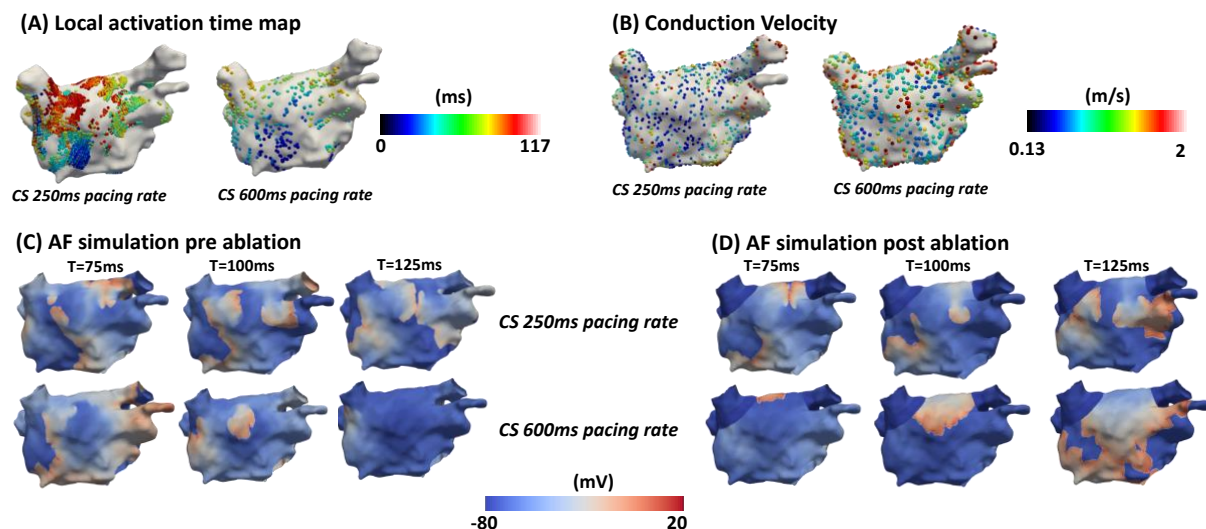 (A) Local activation time map
(B) Conduction Velocity
(ms)
0
117
CS 250ms pacing rate
CS 600ms pacing rate
(m/s)
0.13
2
CS 250ms pacing rate
CS 600ms pacing rate
(C) AF simulation pre ablation
T=75ms
T=100ms
T=125ms
CS 250ms pacing rate
CS 600ms pacing rate
(D) AF simulation post ablation
T=75ms
T=100ms
T=125ms
(mV)
-80
20